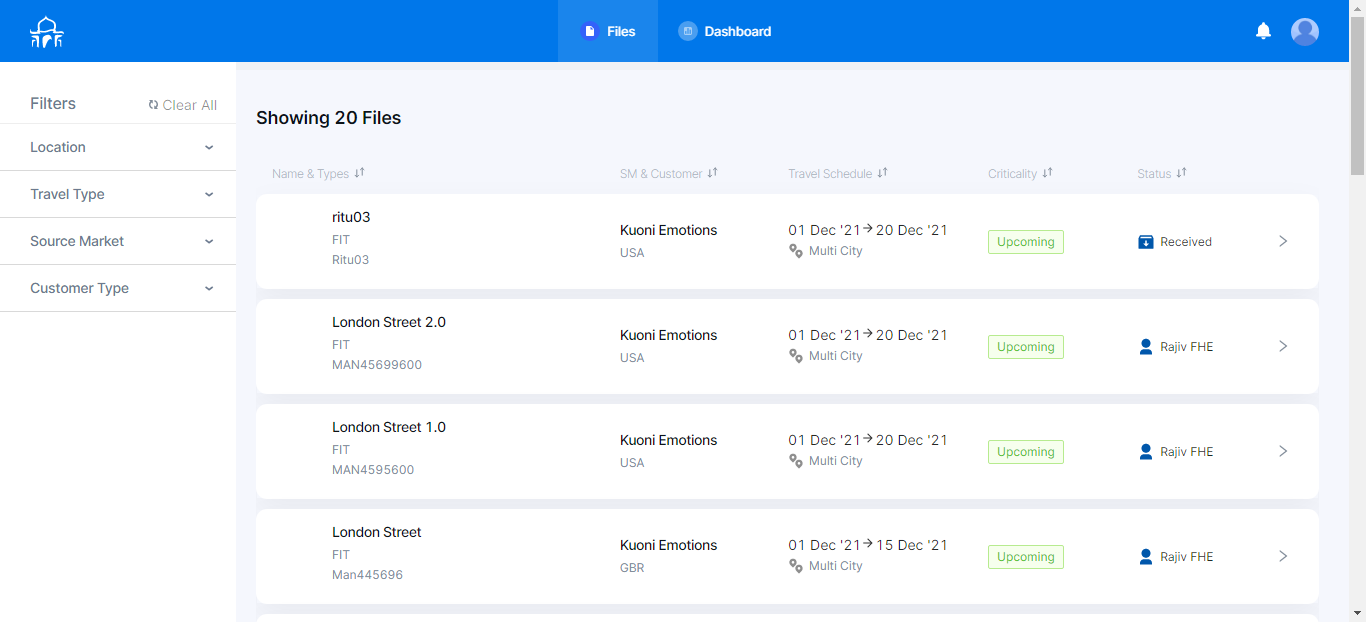 Files
Dashboard
Filters
Clear All
Location
Travel Type
Source Market
Customer Type
Showing 20 Files
Name & Types SM & Customer Travel Schedule Criticality Status
ritu03
FIT
Ritu03
Kuoni Emotions
USA
01 Dec '21 → 20 Dec '21
Multi City
Upcoming
Received
London Street 2.0
FIT
MAN45699600
Kuoni Emotions
USA
01 Dec '21 → 20 Dec '21
Multi City
Upcoming
Rajiv FHE
London Street 1.0
FIT
MAN4595600
Kuoni Emotions
USA
01 Dec '21 → 20 Dec '21
Multi City
Upcoming
Rajiv FHE
London Street
FIT
Man445696
Kuoni Emotions
GBR
01 Dec '21 → 15 Dec '21
Multi City
Upcoming
Rajiv FHE